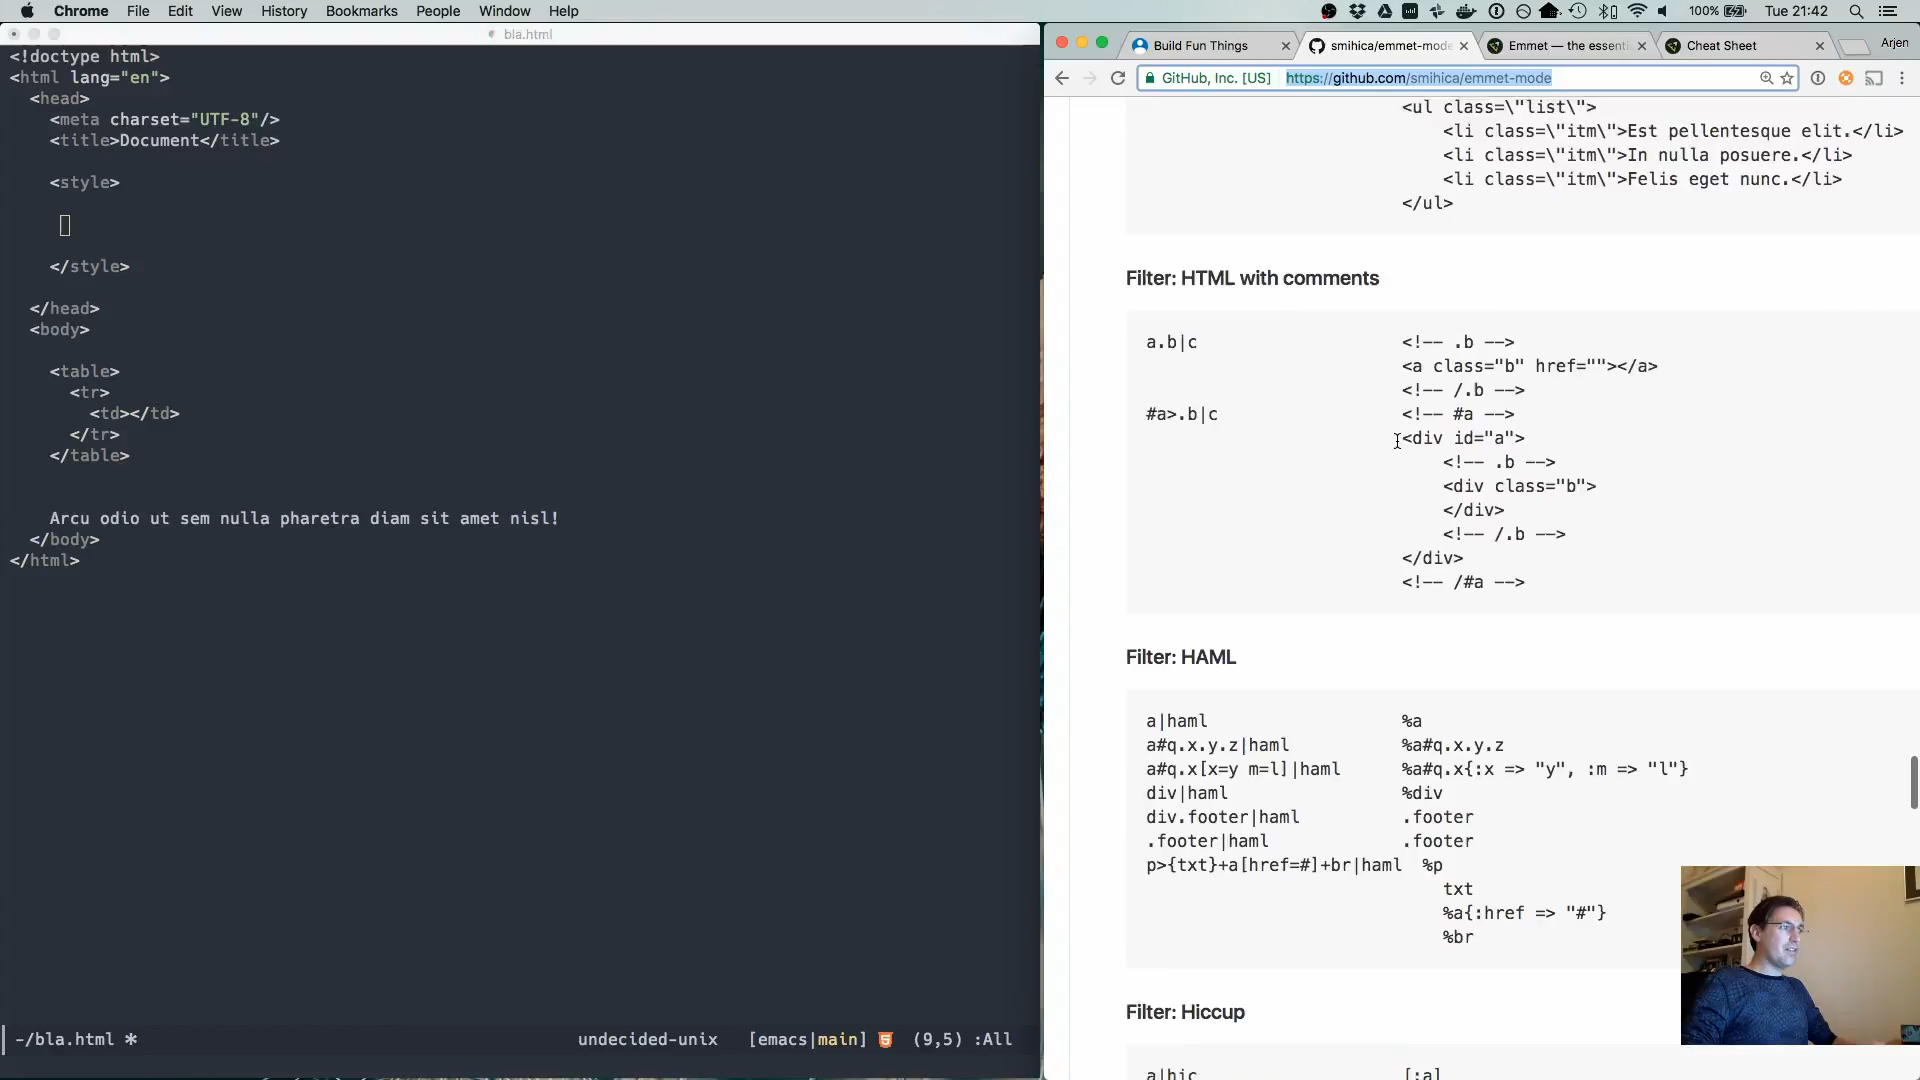 Chrome File Edit View History Bookmarks People Window Help
100% Tue 21:42
bla.html
<!doctype html>
<html lang="en">
<head>
<meta charset="UTF-8"/>
<title>Document</title>
<style>
</style>
</head>
<body>
<table>
<tr>
<td></td>
</tr>
</table>
Arcu odio ut sem nulla pharetra diam sit amet nisl!
</body>
</html>
~/bla.html * undecided-unix [emacs|main] (9,5) :All
Build Fun Things smihica/emmet-mode Emmet — the essenti Cheat Sheet Arjen
GitHub, Inc. [US] https://github.com/smihica/emmet-mode
<ul class=\"list\">
<li class=\"itm\">Est pellentesque elit.</li>
<li class=\"itm\">In nulla posuere.</li>
<li class=\"itm\">Felis eget nunc.</li>
</ul>
Filter: HTML with comments
a.b|c <!-- .b -->
<a class="b" href=""></a>
<!-- /.b -->
#a>.b|c <!-- #a -->
<div id="a">
<!-- .b -->
<div class="b">
</div>
<!-- /.b -->
</div>
<!-- /#a -->
Filter: HAML
a|haml %a
a#q.x.y.z|haml %a#q.x.y.z
a#q.x[x=y m=l]|haml %a#q.x{:x => "y", :m => "l"}
div|haml %div
div.footer|haml .footer
.footer|haml .footer
p>{txt}+a[href=#]+br|haml %p
txt
%a{:href => "#"}
%br
Filter: Hiccup
a|hic [:a]